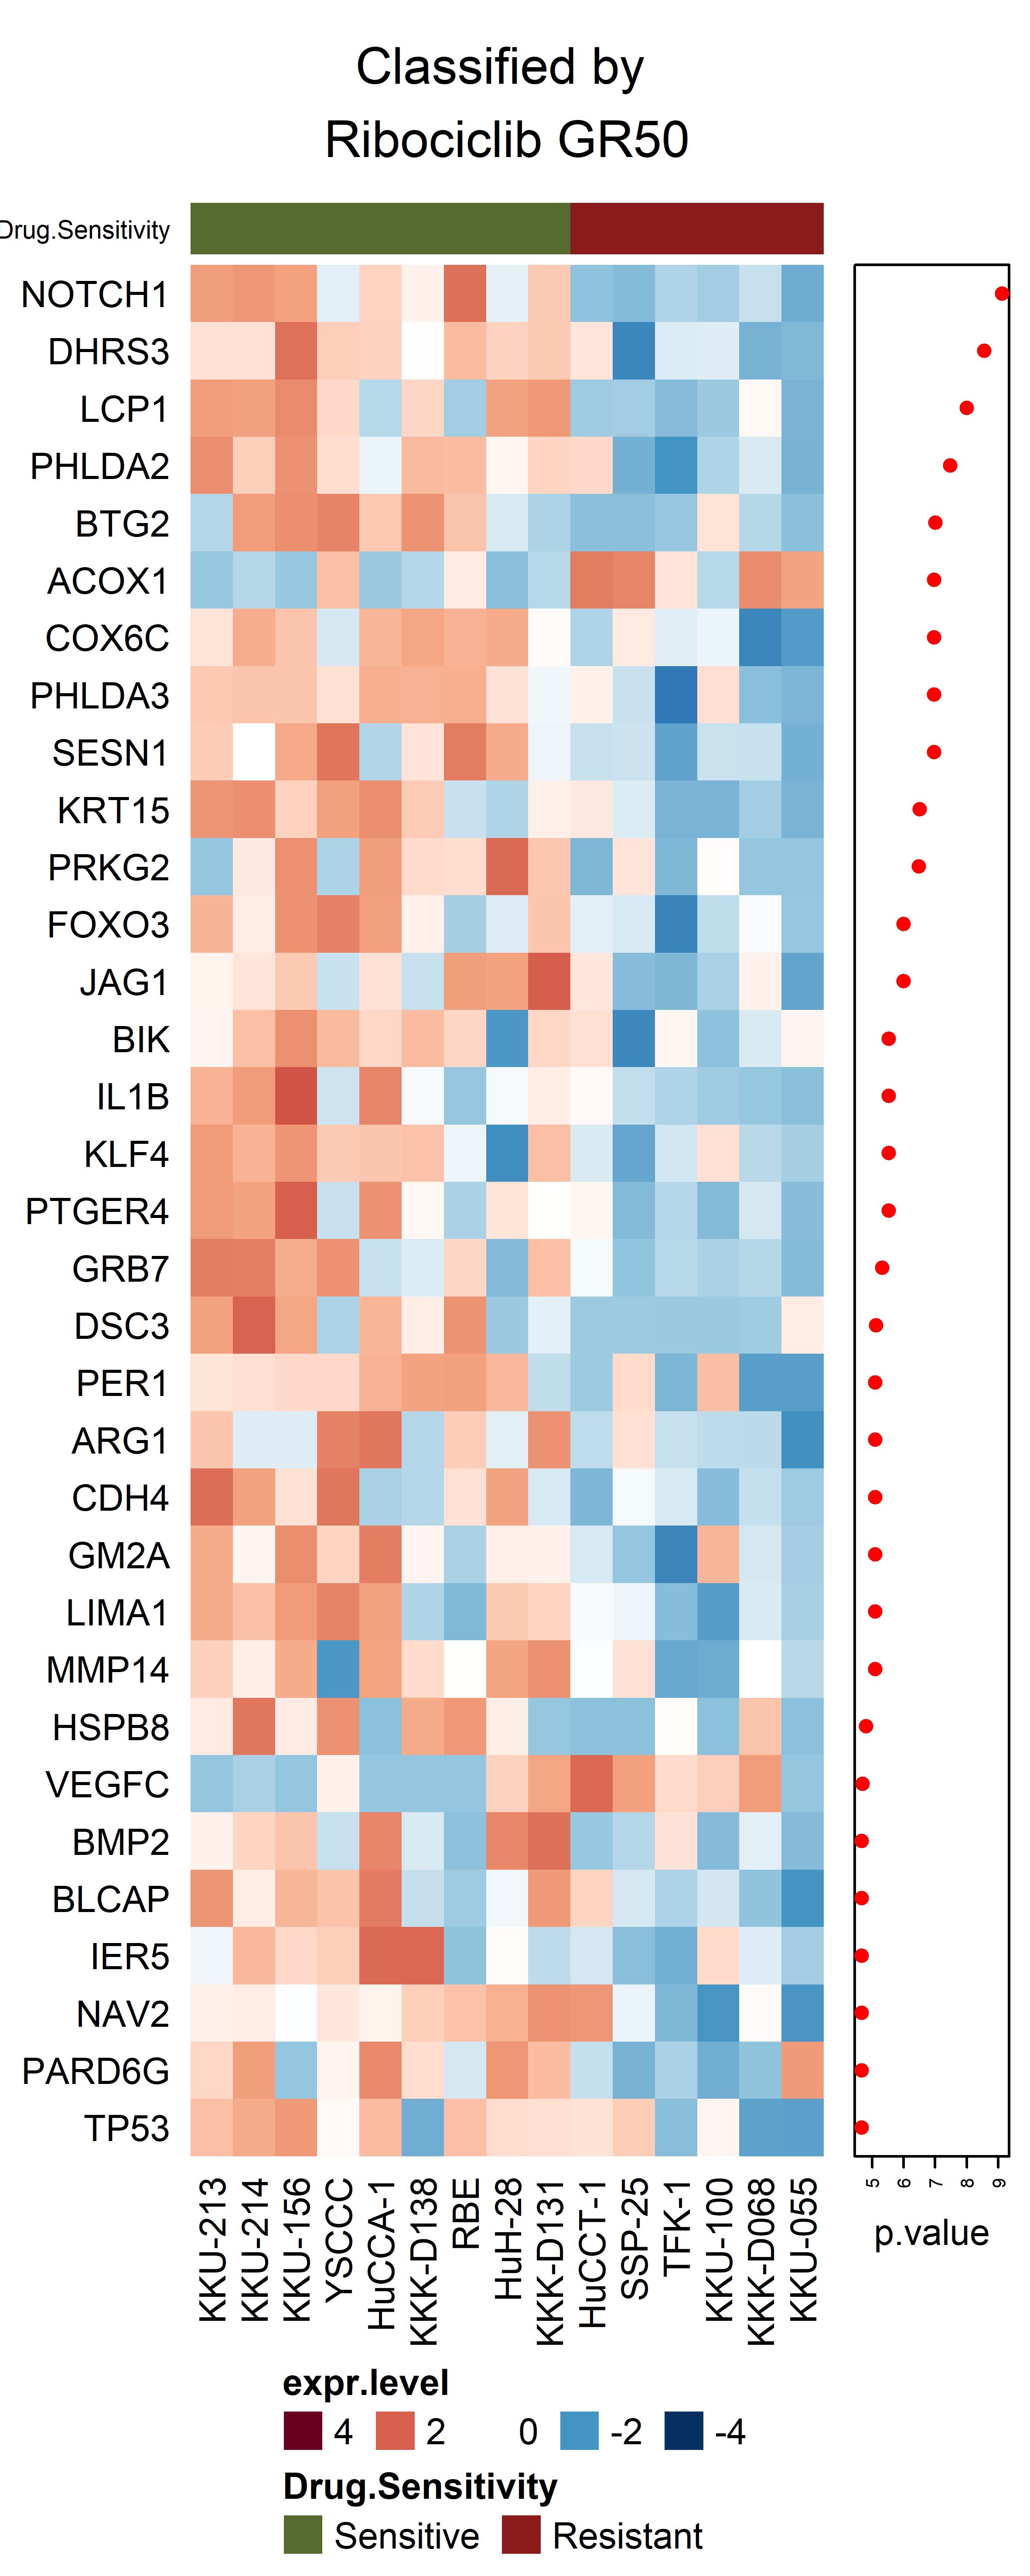 Classified by
Ribociclib GR50
Drug.Sensitivity
NOTCH1
DHRS3
LCP1
PHLDA2
BTG2
ACOX1
COX6C
PHLDA3
SESN1
KRT15
PRKG2
FOXO3
JAG1
BIK
IL1B
KLF4
PTGER4
GRB7
DSC3
PER1
ARG1
CDH4
GM2A
LIMA1
MMP14
HSPB8
VEGFC
BMP2
BLCAP
IER5
NAV2
PARD6G
TP53
KKU-213
KKU-214
KKU-156
YSCCC
HuCCA-1
KKK-D138
RBE
HuH-28
KKK-D131
HuCCT-1
SSP-25
TFK-1
KKU-100
KKK-D068
KKU-055
5 6 7 8 9
p.value
expr.level
4 2 0 -2 -4
Drug.Sensitivity
Sensitive Resistant